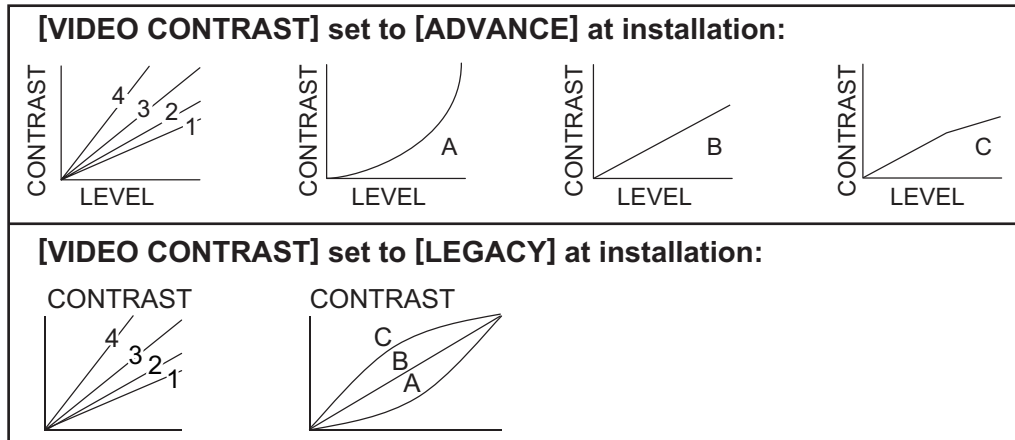 [VIDEO CONTRAST] set to [ADVANCE] at installation:
CONTRAST
4
3
2
1
LEVEL
CONTRAST
A
LEVEL
CONTRAST
B
LEVEL
CONTRAST
C
LEVEL
[VIDEO CONTRAST] set to [LEGACY] at installation:
CONTRAST
4
3
2
1
CONTRAST
C
B
A